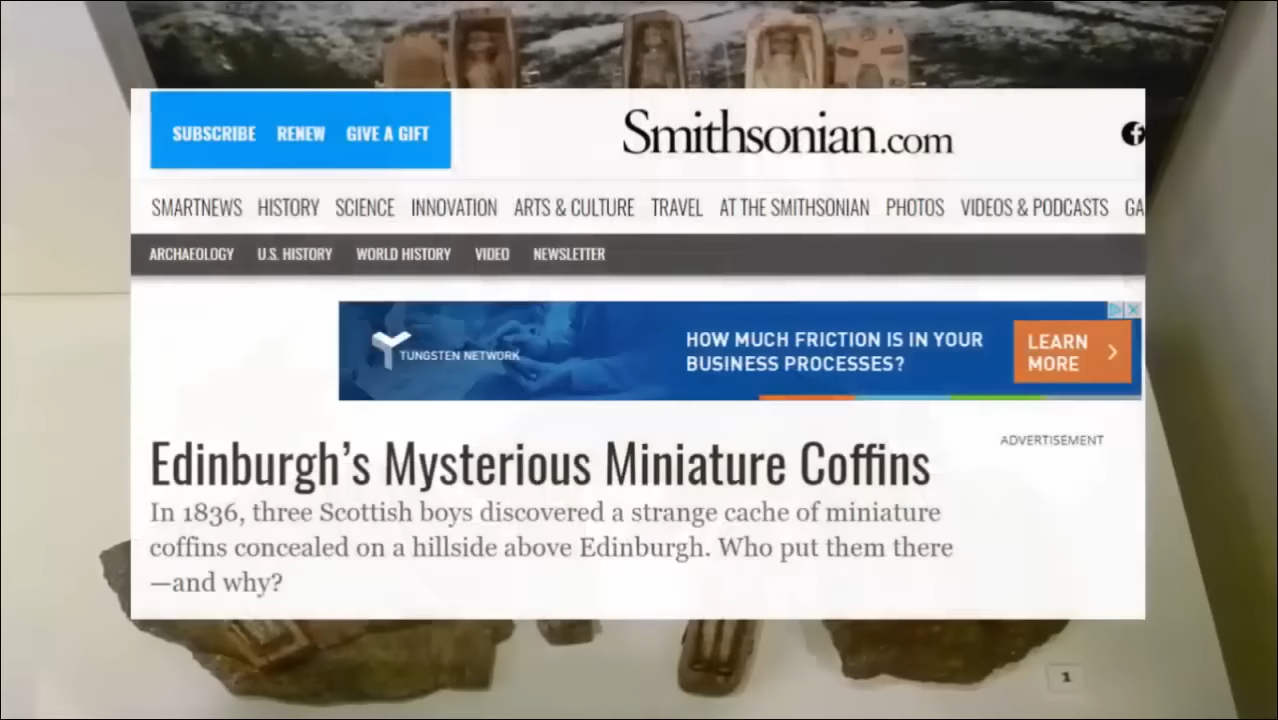 SUBSCRIBE RENEW GIVE A GIFT
Smithsonian.com
SMARTNEWS HISTORY SCIENCE INNOVATION ARTS & CULTURE TRAVEL AT THE SMITHSONIAN PHOTOS VIDEOS & PODCASTS GA
ARCHAEOLOGY U.S. HISTORY WORLD HISTORY VIDEO NEWSLETTER
TUNGSTEN NETWORK
HOW MUCH FRICTION IS IN YOUR
BUSINESS PROCESSES?
LEARN
MORE
ADVERTISEMENT
Edinburgh’s Mysterious Miniature Coffins
In 1836, three Scottish boys discovered a strange cache of miniature
coffins concealed on a hillside above Edinburgh. Who put them there
—and why?
1